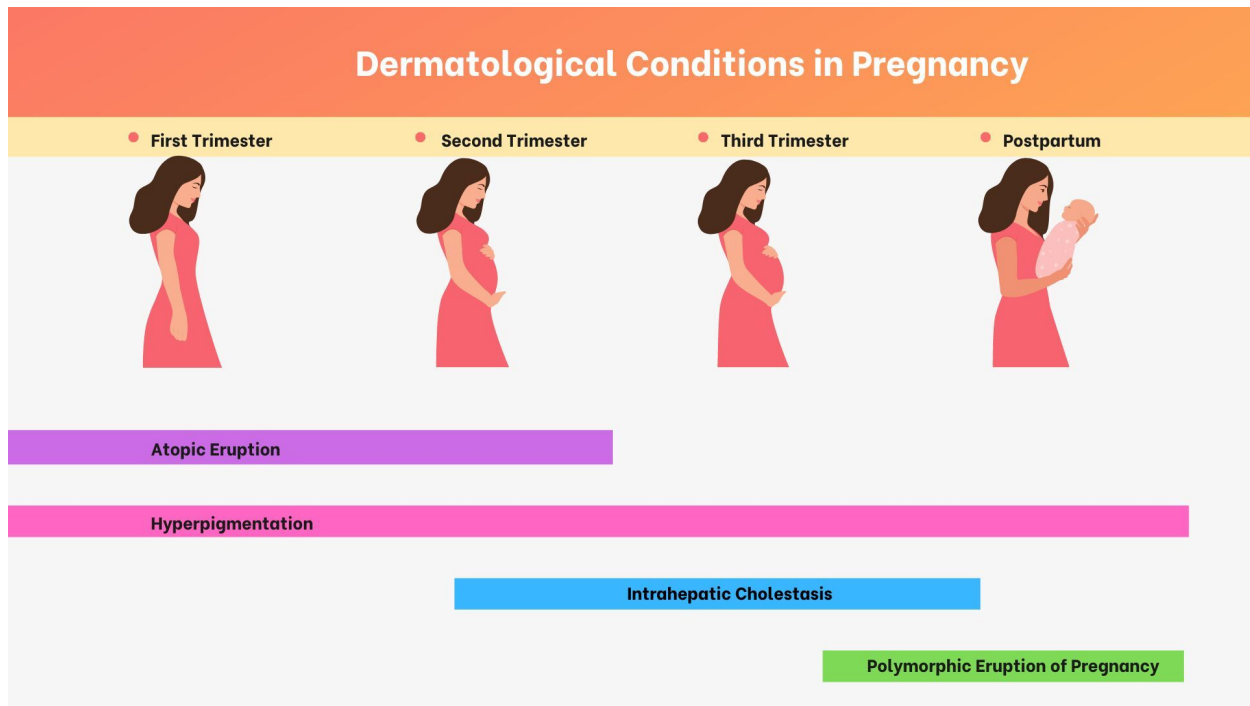 Dermatological Conditions in Pregnancy
First Trimester
Second Trimester
Third Trimester
Postpartum
Atopic Eruption
Hyperpigmentation
Intrahepatic Cholestasis
Polymorphic Eruption of Pregnancy